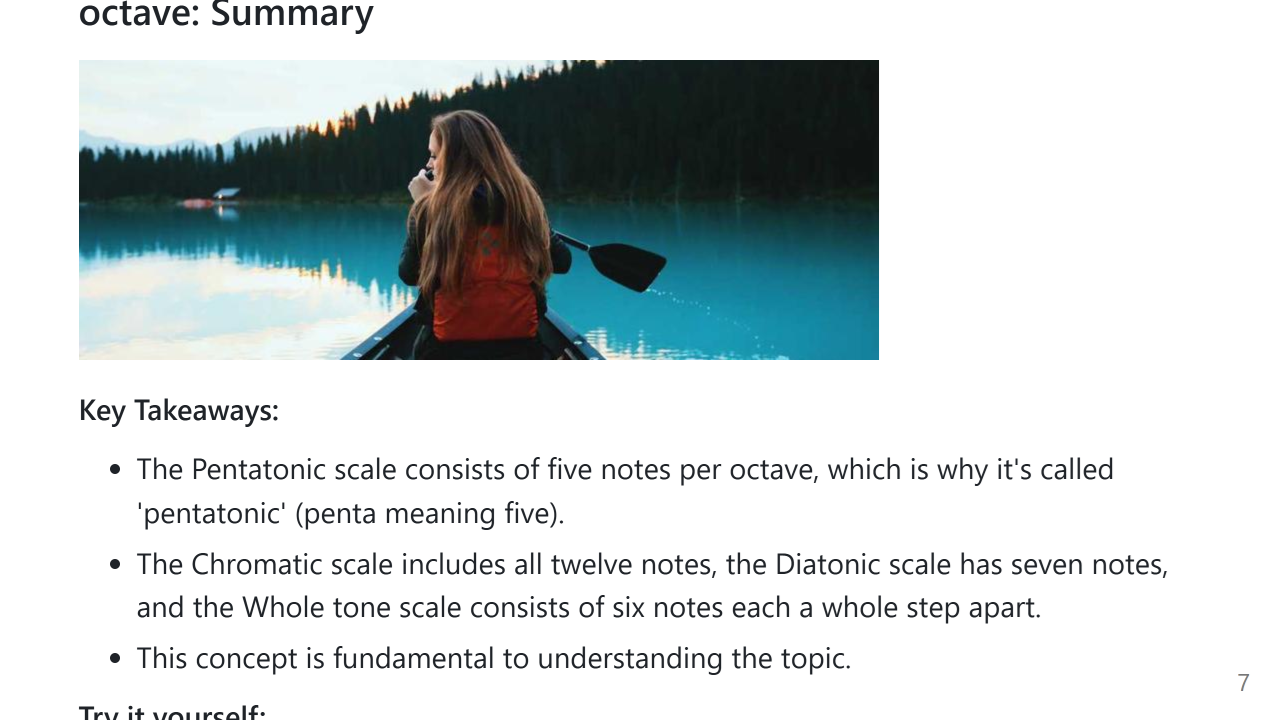 octave: Summary
Key Takeaways:
The Pentatonic scale consists of five notes per octave, which is why it's called
'pentatonic' (penta meaning five).
The Chromatic scale includes all twelve notes, the Diatonic scale has seven notes,
and the Whole tone scale consists of six notes each a whole step apart.
This concept is fundamental to understanding the topic.
7
Try it yourself: